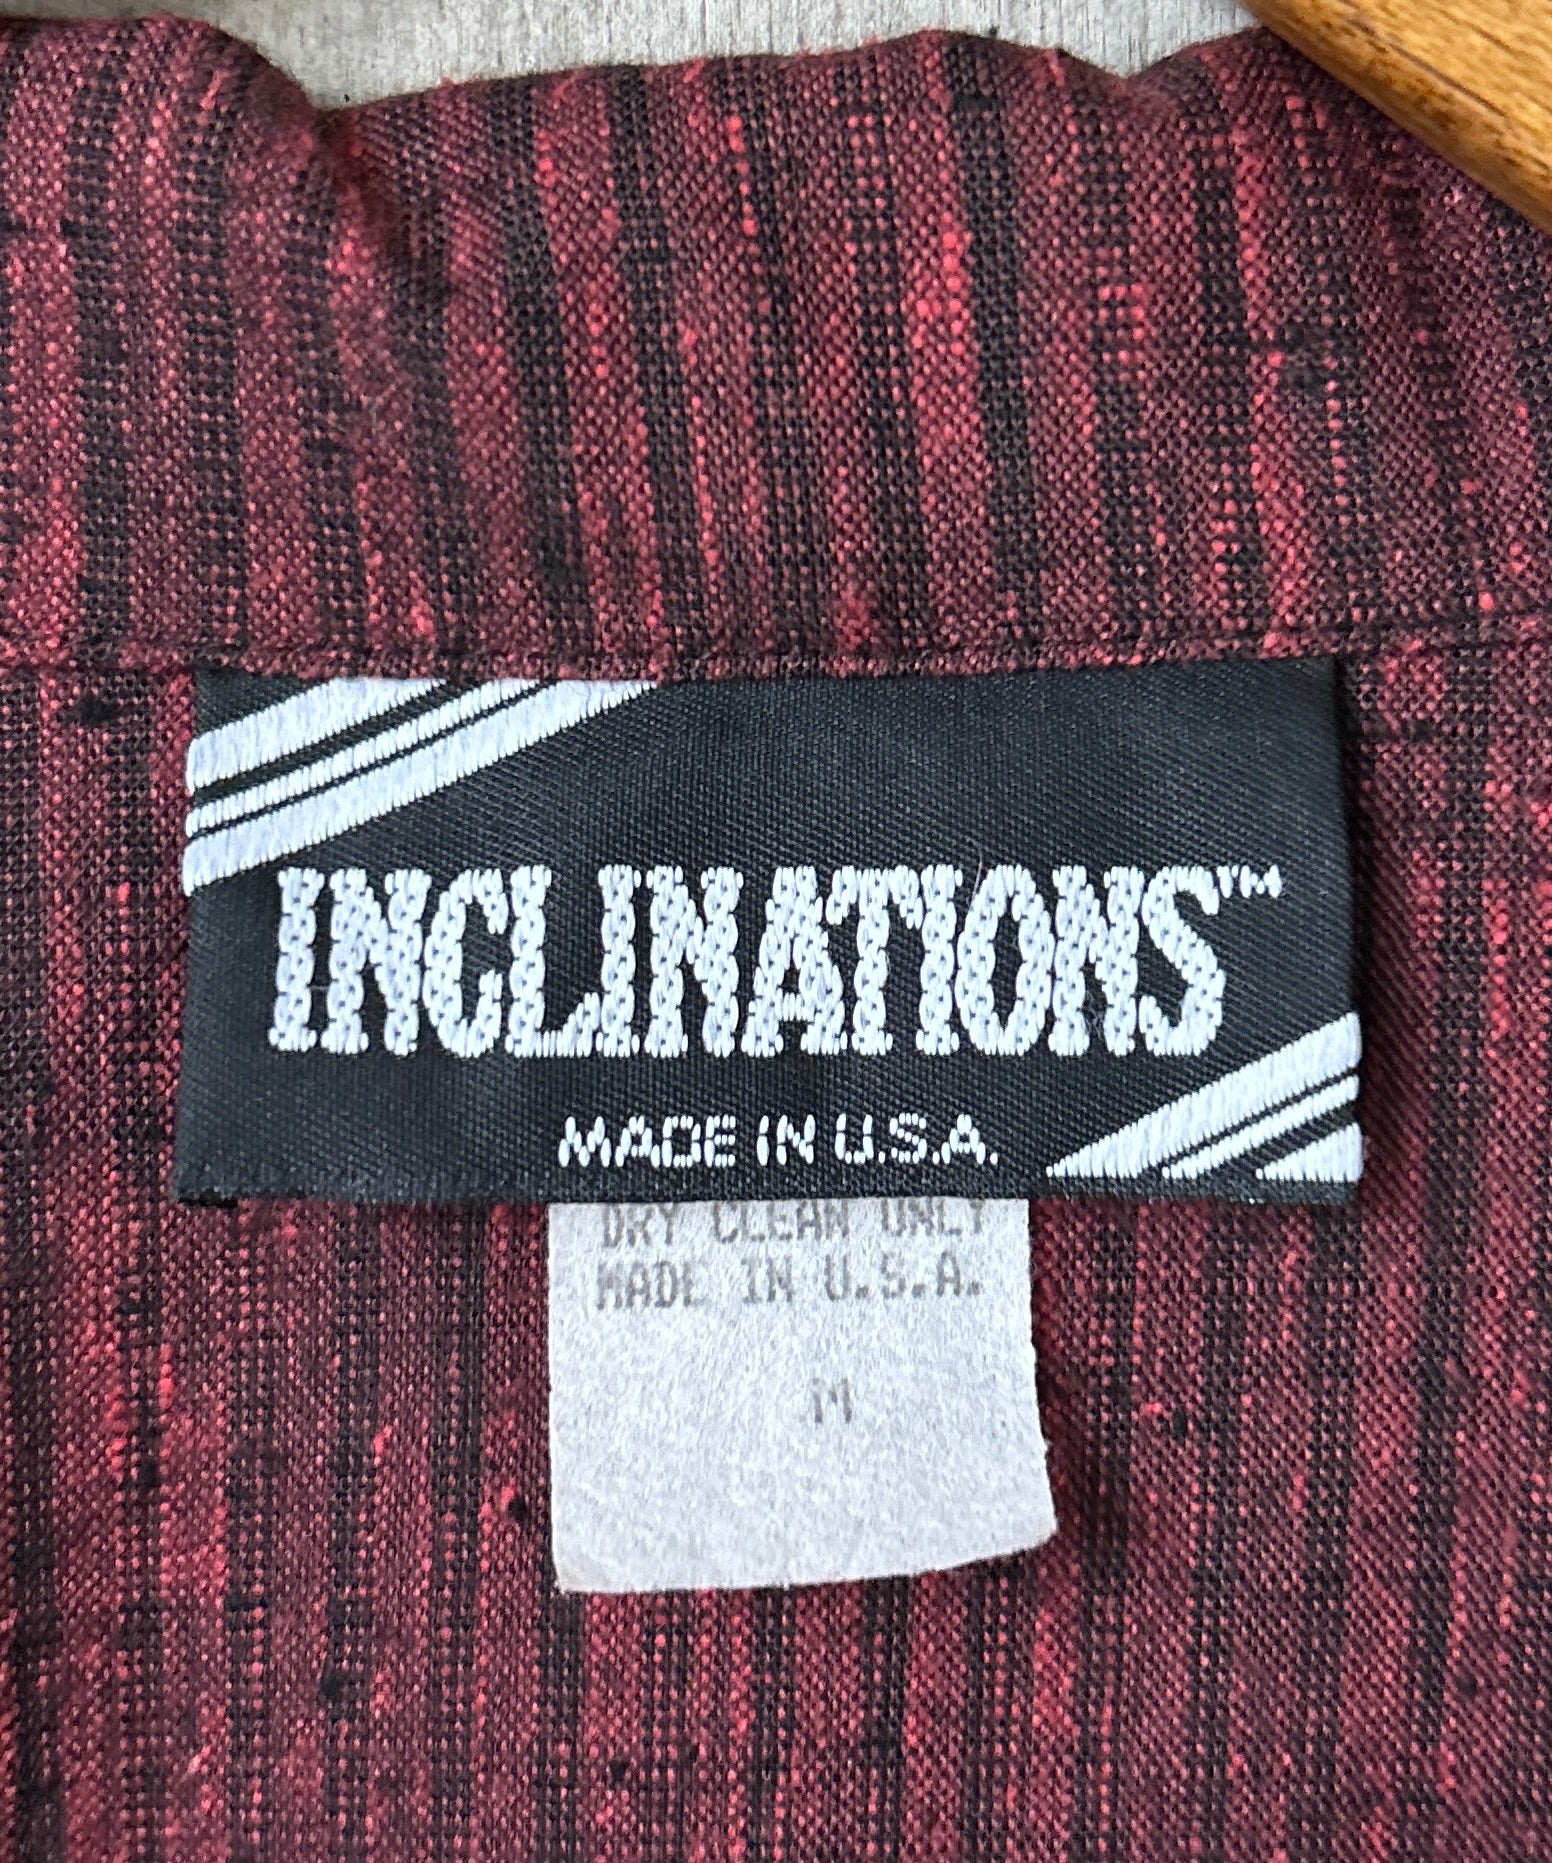 INCLINATIONS™
MADE IN U.S.A.
DRY CLEAN ONLY
MADE IN U.S.A.
M